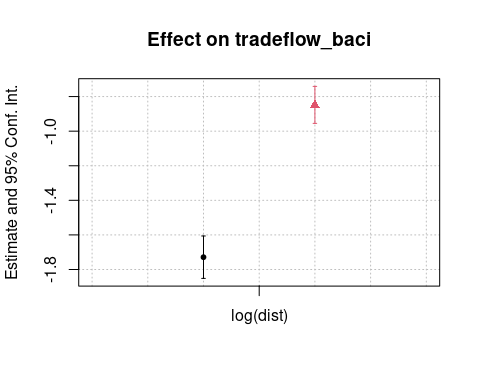 Effect on tradeflow_baci
Estimate and 95% Conf. Int.
-1.0
-1.4
-1.8
log(dist)